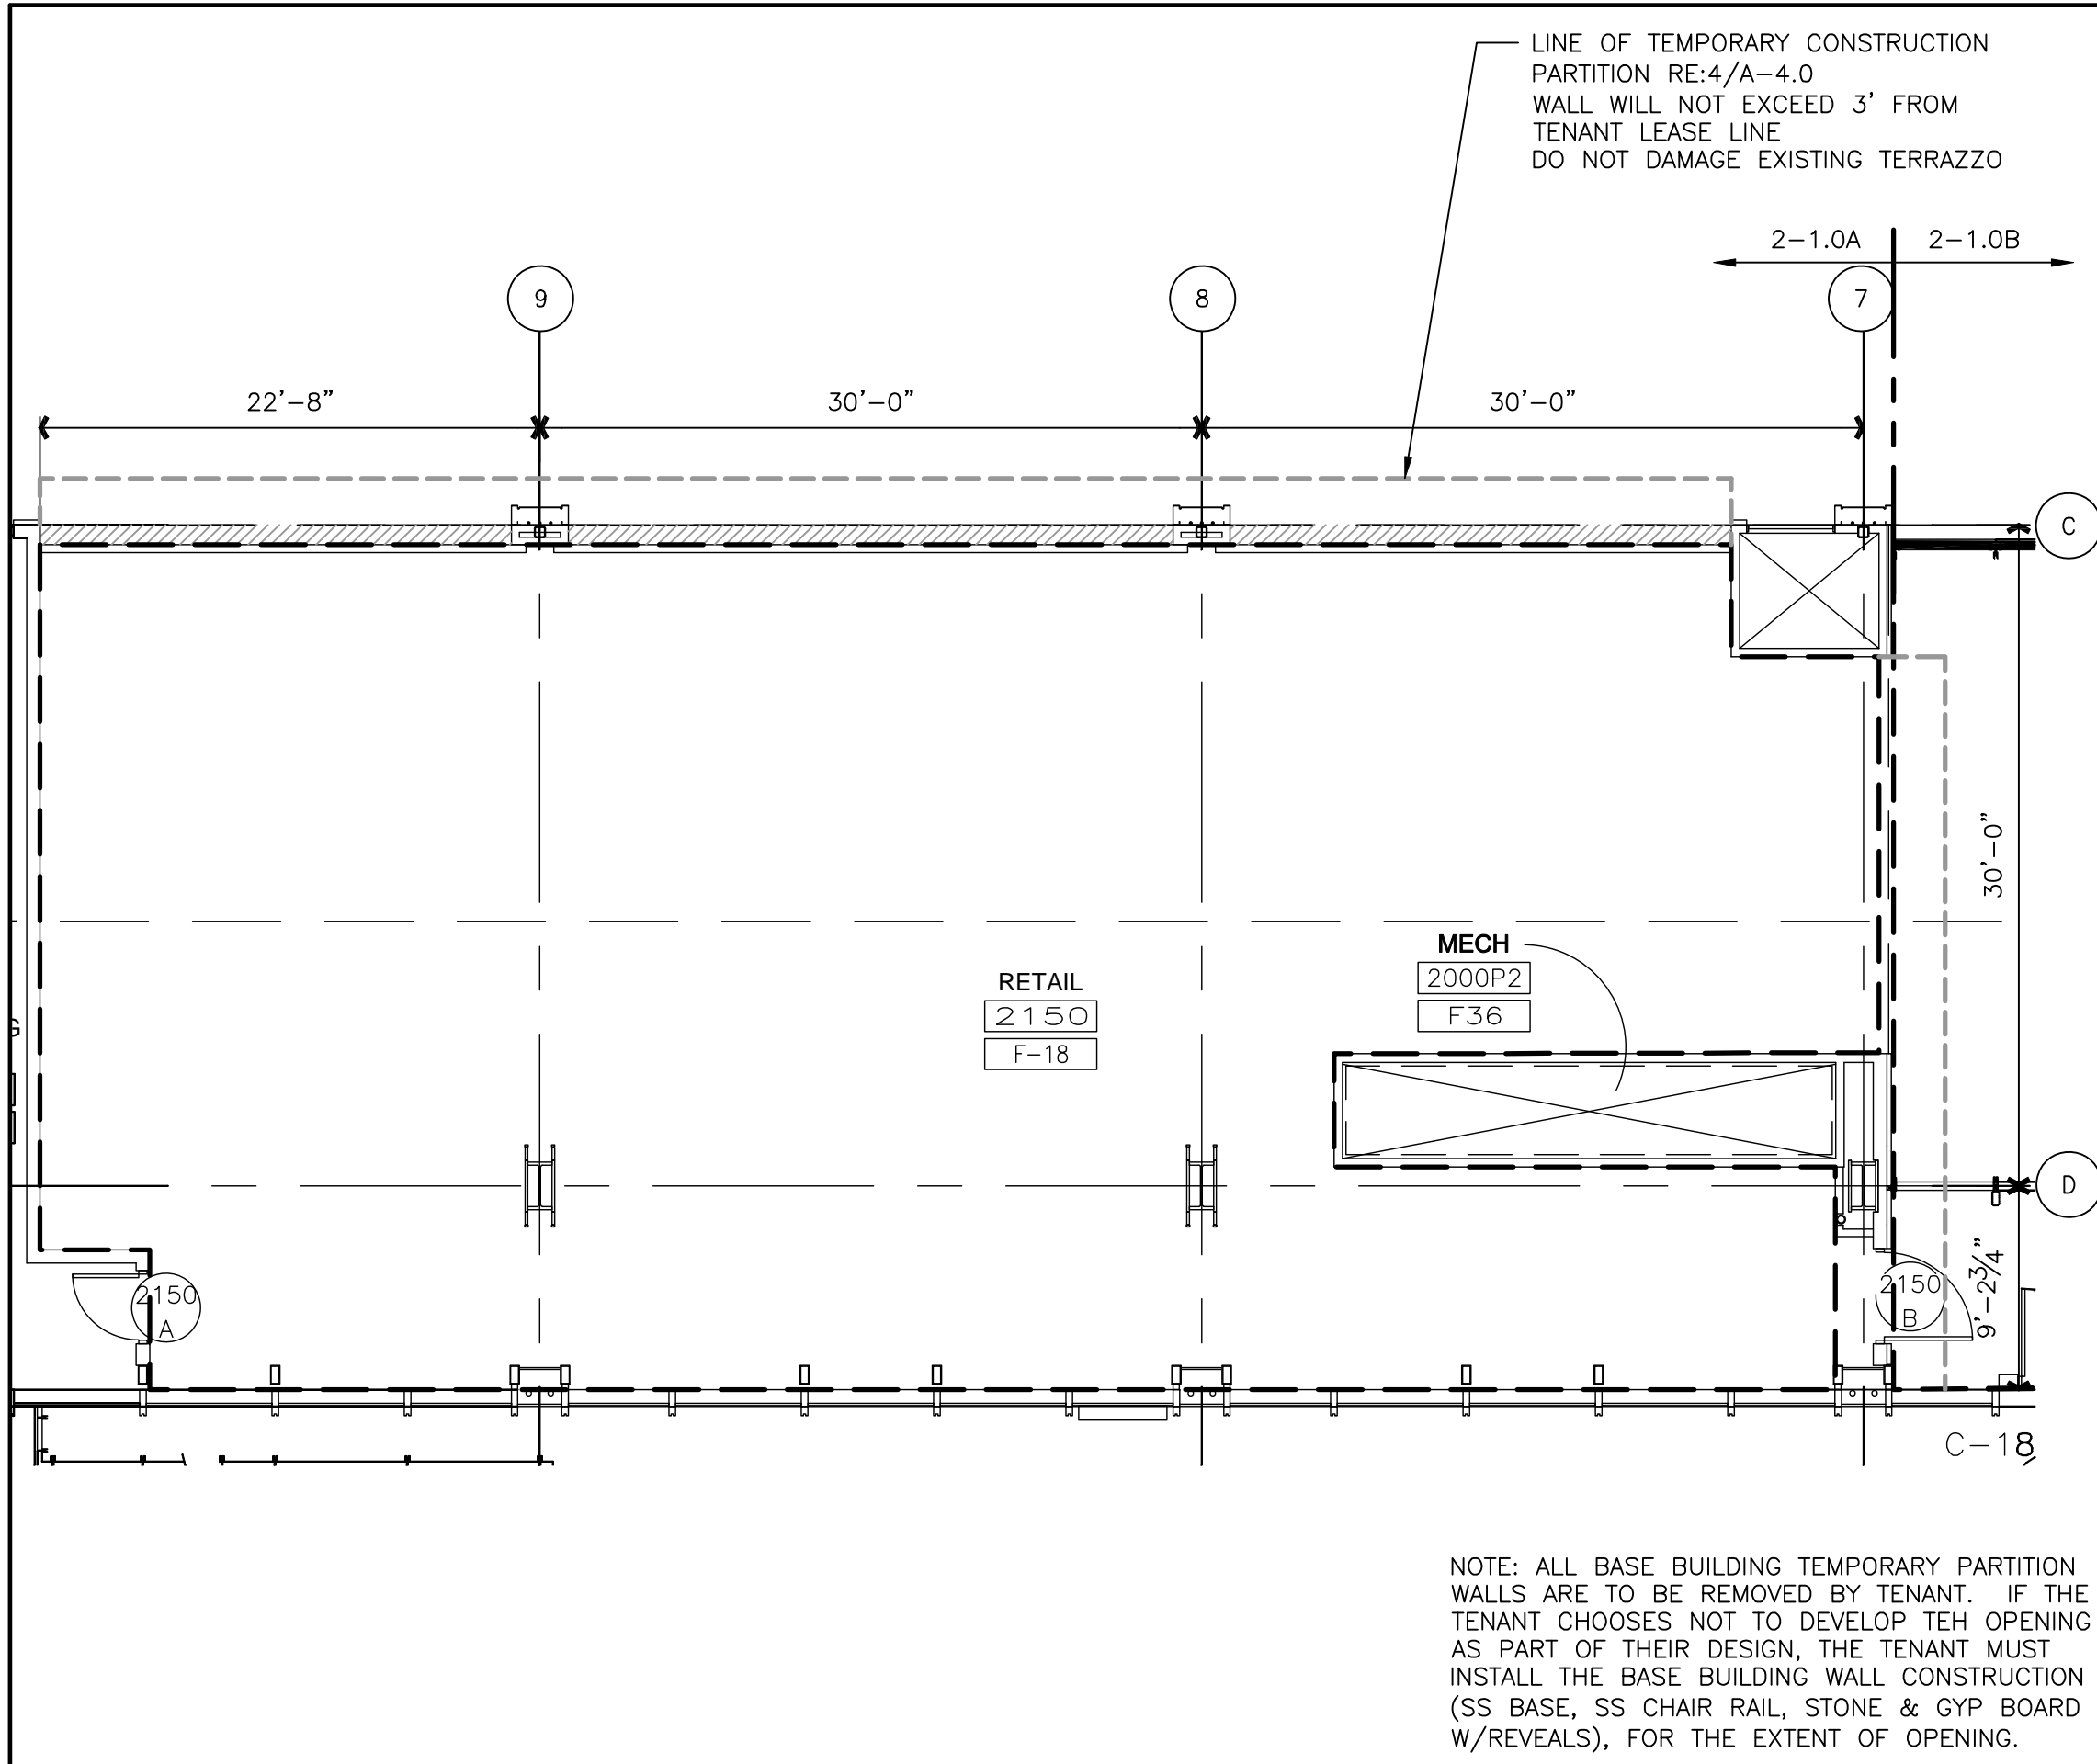 LINE OF TEMPORARY CONSTRUCTION
PARTITION RE:4/A-4.0
WALL WILL NOT EXCEED 3' FROM
TENANT LEASE LINE
DO NOT DAMAGE EXISTING TERRAZZO
2-1.0A
2-1.0B
9
8
7
22'-8"
30'-0"
30'-0"
C
30'-0"
MECH
2000P2
F36
RETAIL
2150
F-18
G
D
9'-2 3/4"
2150
A
2150
B
C-18
NOTE: ALL BASE BUILDING TEMPORARY PARTITION
WALLS ARE TO BE REMOVED BY TENANT. IF THE
TENANT CHOOSES NOT TO DEVELOP TEH OPENING
AS PART OF THEIR DESIGN, THE TENANT MUST
INSTALL THE BASE BUILDING WALL CONSTRUCTION
(SS BASE, SS CHAIR RAIL, STONE & GYP BOARD
W/REVEALS), FOR THE EXTENT OF OPENING.